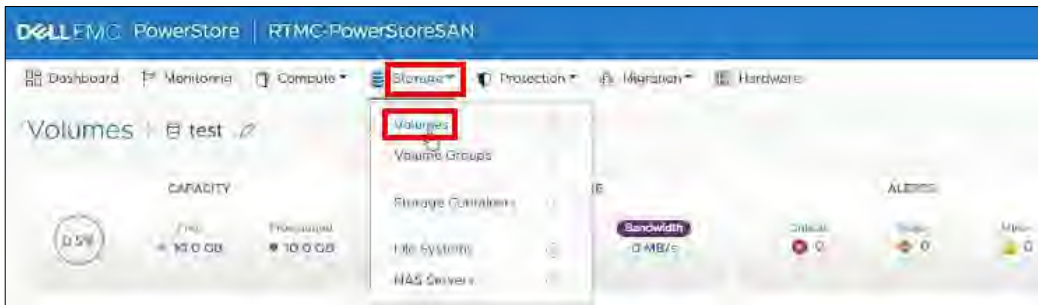 DELLEMC PowerStore | RTMC-PowerStoreSAN
Dashboard Monitoring Compute Storage Protection Migration Hardware
Volumes test
Volumes
Volume Groups
Storage Containers
File Systems
NAS Servers
CAPACITY
ALERTS
0.5% 10.0 GB 10.0 GB
Bandwidth
0 MB/s
Critical
0 0 0